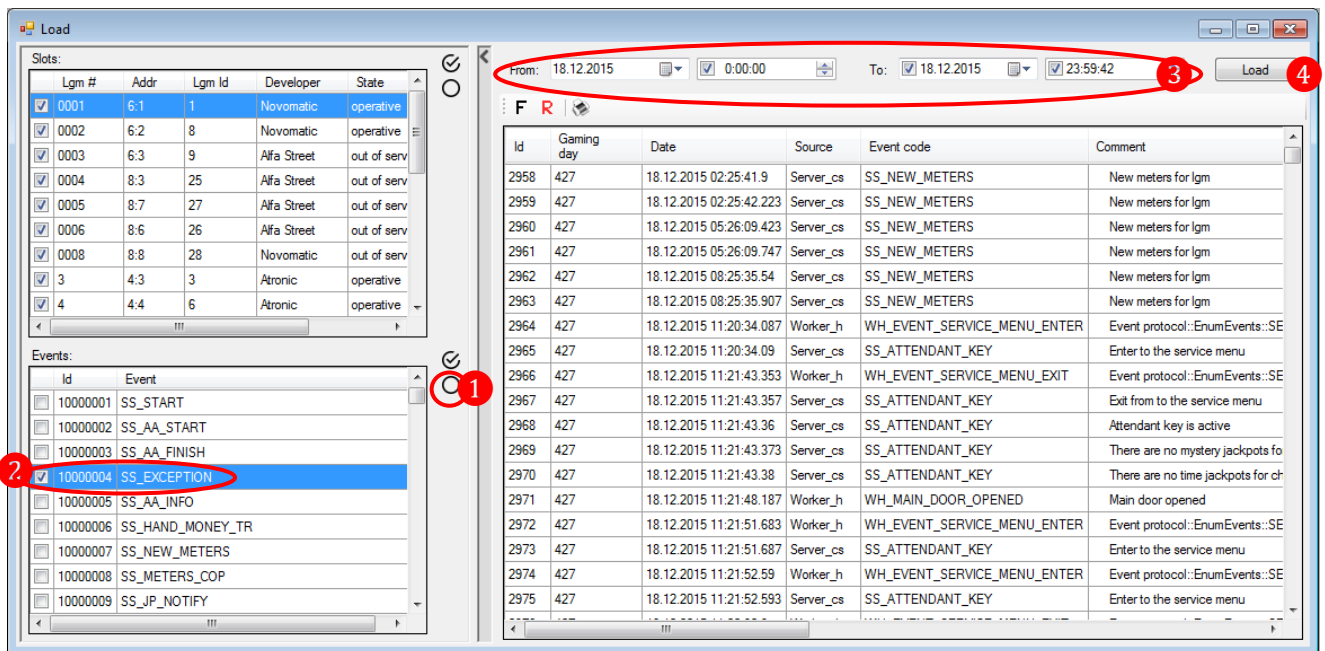 Load
Slots:
Lgm # Addr Lgm Id Developer State
0001 6:1 1 Novomatic operative
0002 6:2 8 Novomatic operative
0003 6:3 9 Alfa Street out of serv
0004 8:3 25 Alfa Street out of serv
0005 8:7 27 Alfa Street out of serv
0006 8:6 26 Alfa Street out of serv
0008 8:8 28 Novomatic out of serv
3 4:3 3 Atronic operative
4 4:4 6 Atronic operative
Events:
Id Event
10000001 SS_START
10000002 SS_AA_START
10000003 SS_AA_FINISH
10000004 SS_EXCEPTION
10000005 SS_AA_INFO
10000006 SS_HAND_MONEY_TR
10000007 SS_NEW_METERS
10000008 SS_METERS_COP
10000009 SS_JP_NOTIFY
1
2
From: 18.12.2015 0:00:00 To: 18.12.2015 23:59:42 3 Load 4
F R
Id Gaming day Date Source Event code Comment
2958 427 18.12.2015 02:25:41.9 Server_cs SS_NEW_METERS New meters for lgm
2959 427 18.12.2015 02:25:42.223 Server_cs SS_NEW_METERS New meters for lgm
2960 427 18.12.2015 05:26:09.423 Server_cs SS_NEW_METERS New meters for lgm
2961 427 18.12.2015 05:26:09.747 Server_cs SS_NEW_METERS New meters for lgm
2962 427 18.12.2015 08:25:35.54 Server_cs SS_NEW_METERS New meters for lgm
2963 427 18.12.2015 08:25:35.907 Server_cs SS_NEW_METERS New meters for lgm
2964 427 18.12.2015 11:20:34.087 Worker_h WH_EVENT_SERVICE_MENU_ENTER Event protocol::EnumEvents::SE
2965 427 18.12.2015 11:20:34.09 Server_cs SS_ATTENDANT_KEY Enter to the service menu
2966 427 18.12.2015 11:21:43.353 Worker_h WH_EVENT_SERVICE_MENU_EXIT Event protocol::EnumEvents::SE
2967 427 18.12.2015 11:21:43.357 Server_cs SS_ATTENDANT_KEY Exit from to the service menu
2968 427 18.12.2015 11:21:43.36 Server_cs SS_ATTENDANT_KEY Attendant key is active
2969 427 18.12.2015 11:21:43.373 Server_cs SS_ATTENDANT_KEY There are no mystery jackpots fo
2970 427 18.12.2015 11:21:43.38 Server_cs SS_ATTENDANT_KEY There are no time jackpots for ch
2971 427 18.12.2015 11:21:48.187 Worker_h WH_MAIN_DOOR_OPENED Main door opened
2972 427 18.12.2015 11:21:51.683 Worker_h WH_EVENT_SERVICE_MENU_ENTER Event protocol::EnumEvents::SE
2973 427 18.12.2015 11:21:51.687 Server_cs SS_ATTENDANT_KEY Enter to the service menu
2974 427 18.12.2015 11:21:52.59 Worker_h WH_EVENT_SERVICE_MENU_ENTER Event protocol::EnumEvents::SE
2975 427 18.12.2015 11:21:52.593 Server_cs SS_ATTENDANT_KEY Enter to the service menu